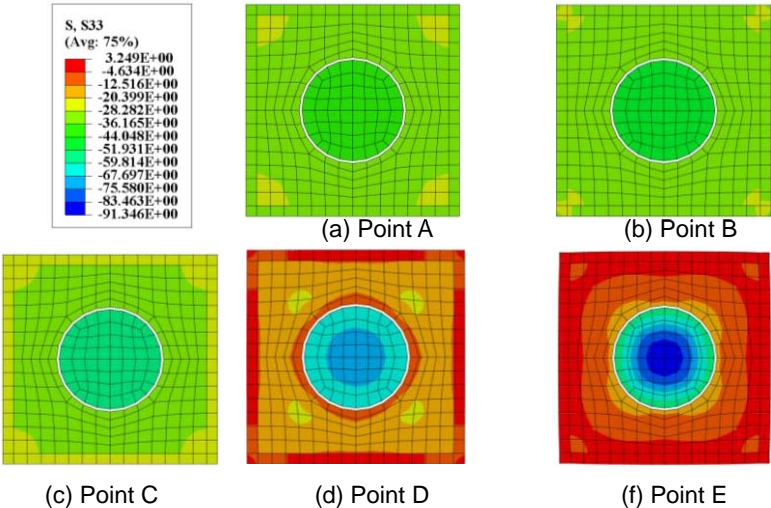 S, S33
(Avg: 75%)
3.249E+00
-4.634E+00
-12.516E+00
-20.399E+00
-28.282E+00
-36.165E+00
-44.048E+00
-51.931E+00
-59.814E+00
-67.697E+00
-75.580E+00
-83.463E+00
-91.346E+00
(a) Point A
(b) Point B
(c) Point C
(d) Point D
(f) Point E